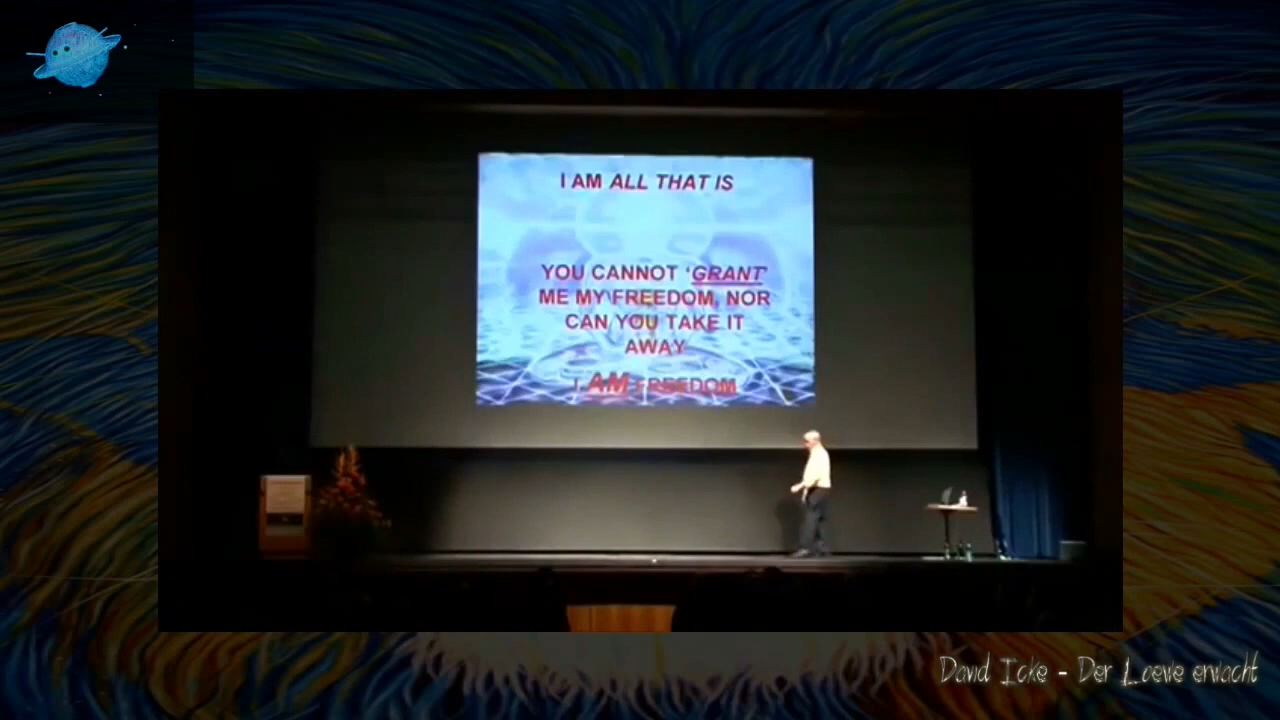 I AM ALL THAT IS
YOU CANNOT ‘GRANT’
ME MY FREEDOM, NOR
CAN YOU TAKE IT
AWAY
I AM FREEDOM
David Icke - Der Loewe erwacht